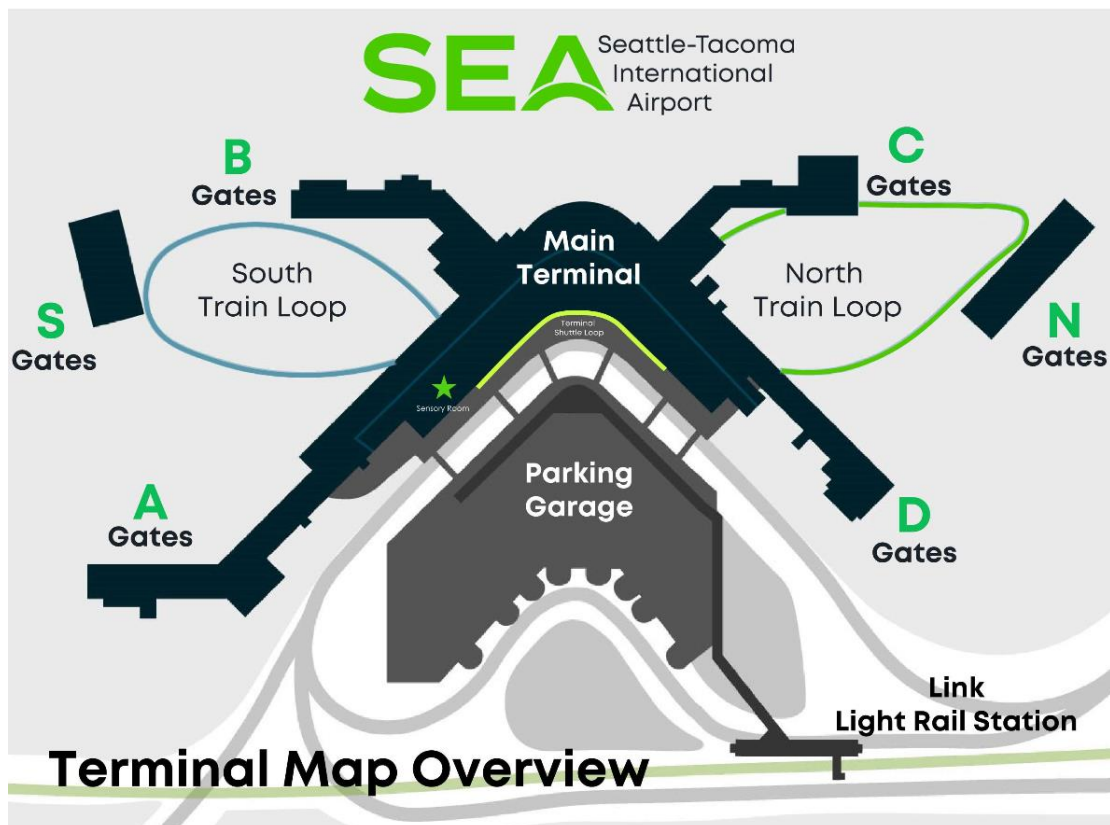 SEA
Seattle-Tacoma
International
Airport
B
Gates
C
Gates
South
Train Loop
Main
Terminal
North
Train Loop
S
Gates
N
Gates
Terminal
Shuttle Loop
Sensory Room
A
Gates
Parking
Garage
D
Gates
Link
Light Rail Station
Terminal Map Overview